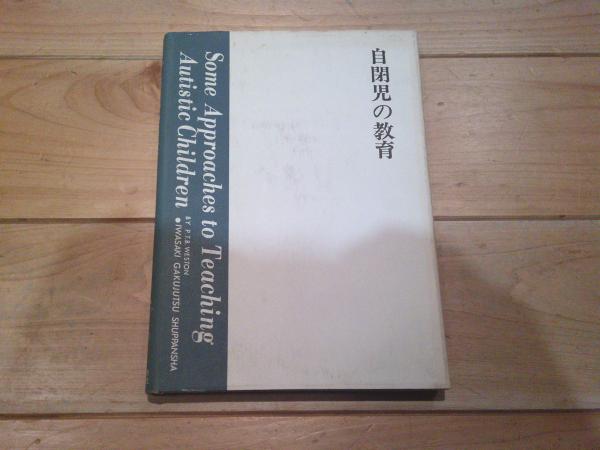 自閉児の教育
Some Approaches to Teaching
Autistic Children
BY P.T.B. WESTON
●IWASAKI GAKUJUTSU SHUPPANSHA